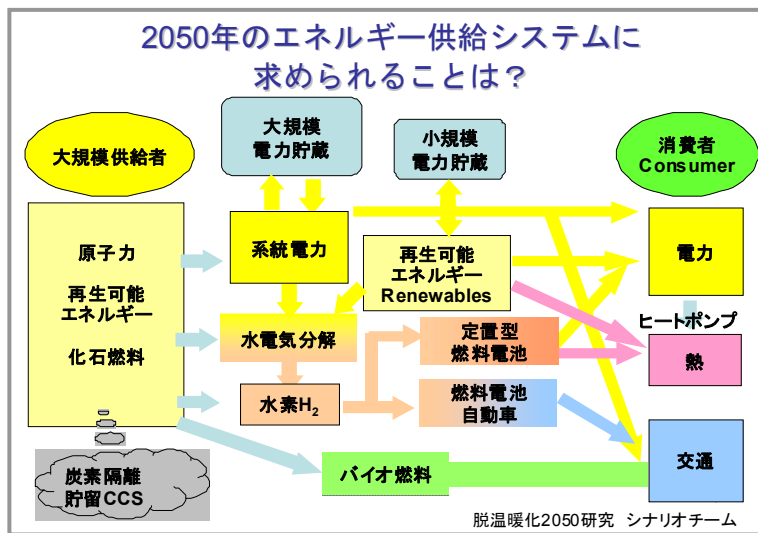 2050年のエネルギー供給システムに
求められることは？
大規模供給者
大規模
電力貯蔵
小規模
電力貯蔵
消費者
Consumer
原子力
再生可能
エネルギー
化石燃料
系統電力
再生可能
エネルギー
Renewables
電力
水電気分解
定置型
燃料電池
ヒートポンプ
熱
水素H₂
燃料電池
自動車
炭素隔離
貯留CCS
バイオ燃料
交通
脱温暖化2050研究 シナリオチーム